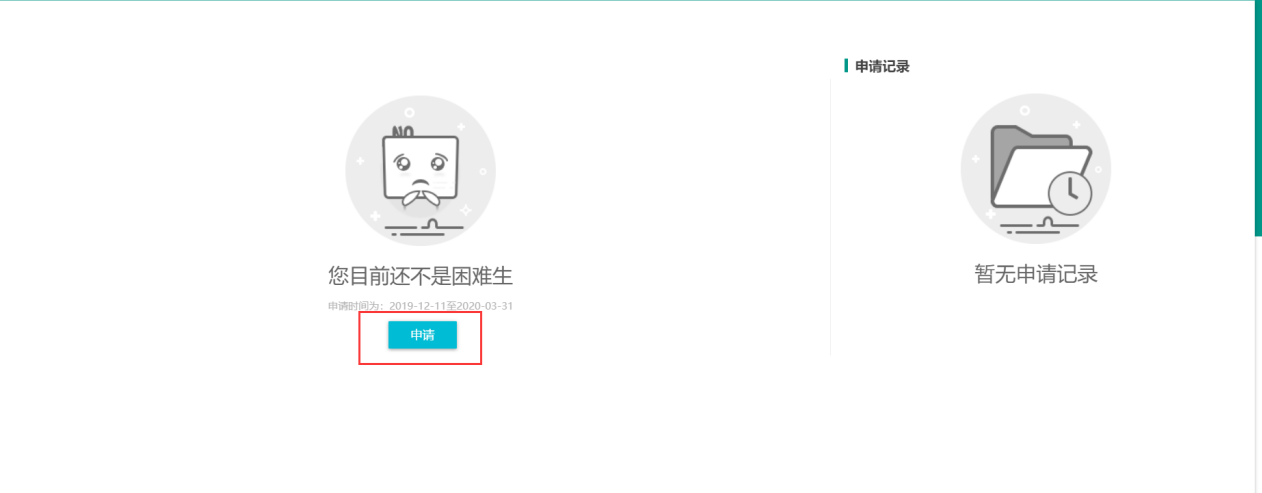 NO
您目前还不是困难生
申请时间为：2019-12-11至2020-03-31
申请
申请记录
暂无申请记录